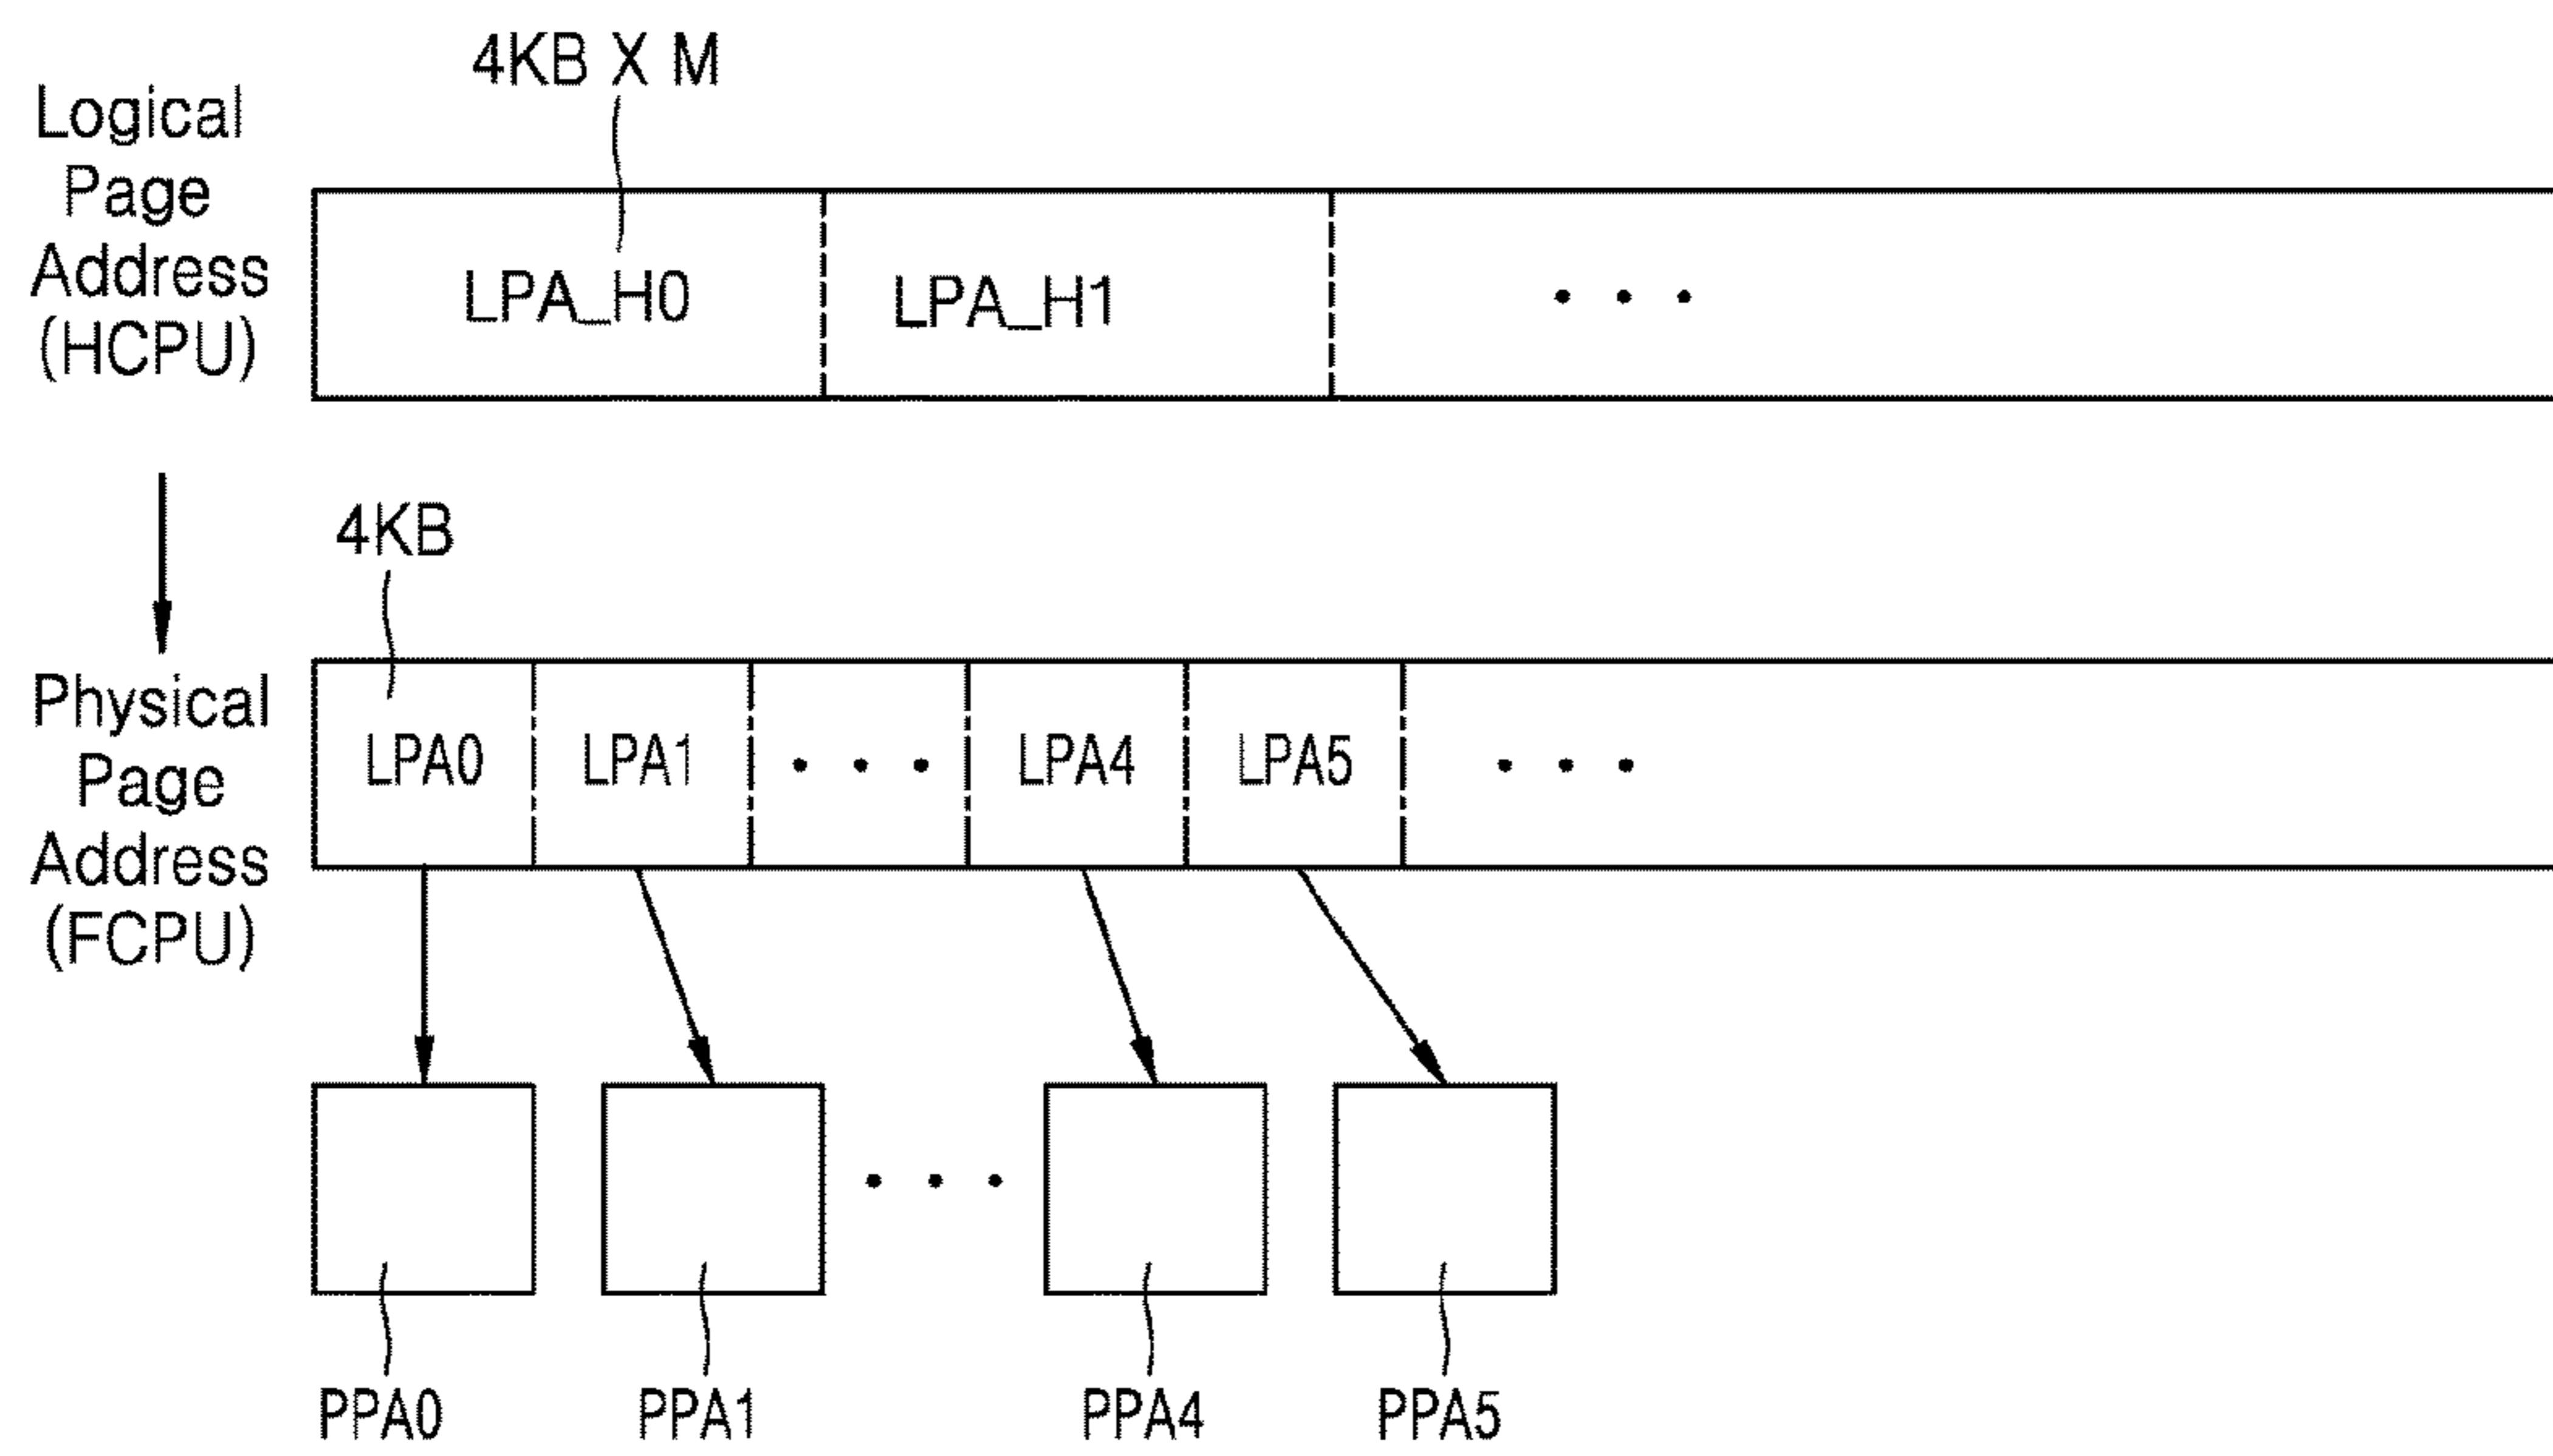 4KB X M
Logical
Page
Address
(HCPU)
LPA_H0 LPA_H1 • • •
4KB
Physical
Page
Address
(FCPU)
LPA0 LPA1 • • • LPA4 LPA5 • • •
• • •
PPA0 PPA1 PPA4 PPA5